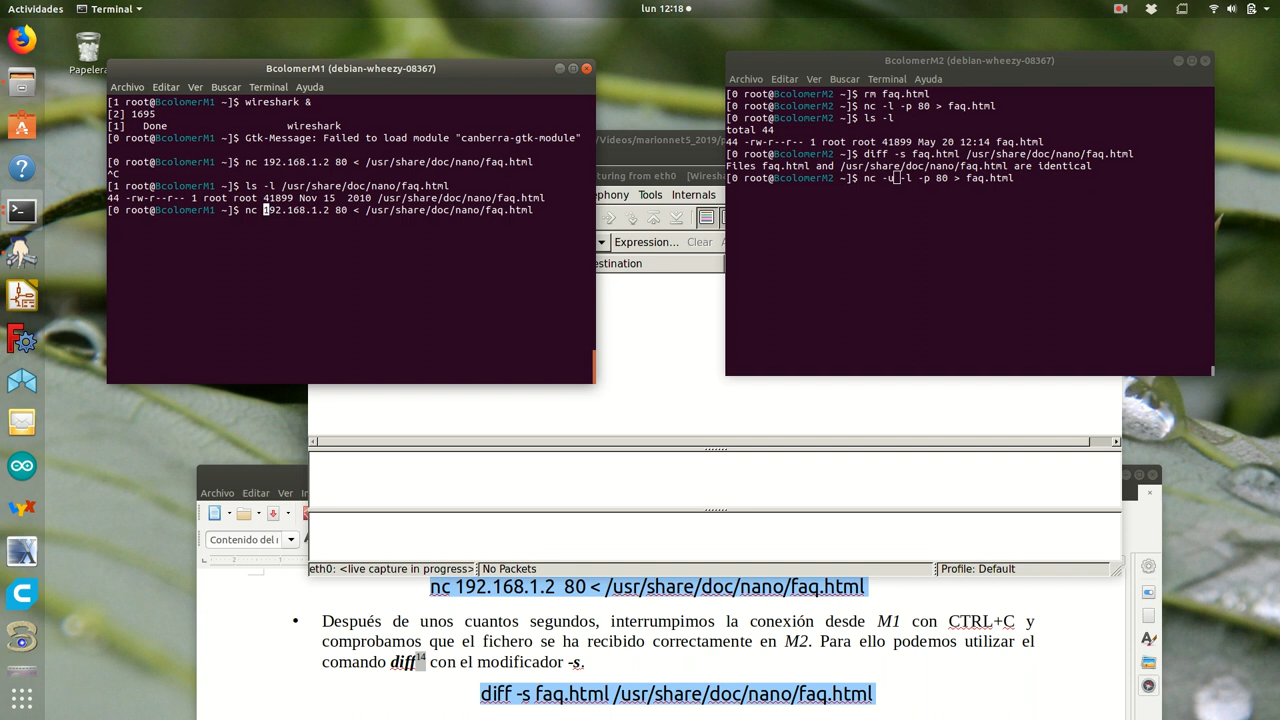 Actividades
Terminal
lun 12:18
Papelera
BcolomerM1 (debian-wheezy-08367)
Archivo Editar Ver Buscar Terminal Ayuda
[1 root@BcolomerM1 ~]$ wireshark &
[2] 1695
[1]   Done                    wireshark
[0 root@BcolomerM1 ~]$ Gtk-Message: Failed to load module "canberra-gtk-module"
[0 root@BcolomerM1 ~]$ nc 192.168.1.2 80 < /usr/share/doc/nano/faq.html
^C
[1 root@BcolomerM1 ~]$ ls -l /usr/share/doc/nano/faq.html
44 -rw-r--r-- 1 root root 41899 Nov 15  2010 /usr/share/doc/nano/faq.html
[0 root@BcolomerM1 ~]$ nc 192.168.1.2 80 < /usr/share/doc/nano/faq.html
BcolomerM2 (debian-wheezy-08367)
Archivo Editar Ver Buscar Terminal Ayuda
[0 root@BcolomerM2 ~]$ rm faq.html
[0 root@BcolomerM2 ~]$ nc -l -p 80 > faq.html
[0 root@BcolomerM2 ~]$ ls -l
total 44
44 -rw-r--r-- 1 root root 41899 May 20 12:14 faq.html
[0 root@BcolomerM2 ~]$ diff -s faq.html /usr/share/doc/nano/faq.html
Files faq.html and /usr/share/doc/nano/faq.html are identical
[0 root@BcolomerM2 ~]$ nc -u -l -p 80 > faq.html
/Videos/marionnet5_2019/p
turing from eth0 [Wiresha
ephony Tools Internals
Expression... Clear
estination
eth0: <live capture in progress>
No Packets
Profile: Default
Archivo Editar Ver
Contenido del
nc 192.168.1.2 80 < /usr/share/doc/nano/faq.html
• Después de unos cuantos segundos, interrumpimos la conexión desde M1 con CTRL+C y
comprobamos que el fichero se ha recibido correctamente en M2. Para ello podemos utilizar el
comando diff14 con el modificador -s.
diff -s faq.html /usr/share/doc/nano/faq.html